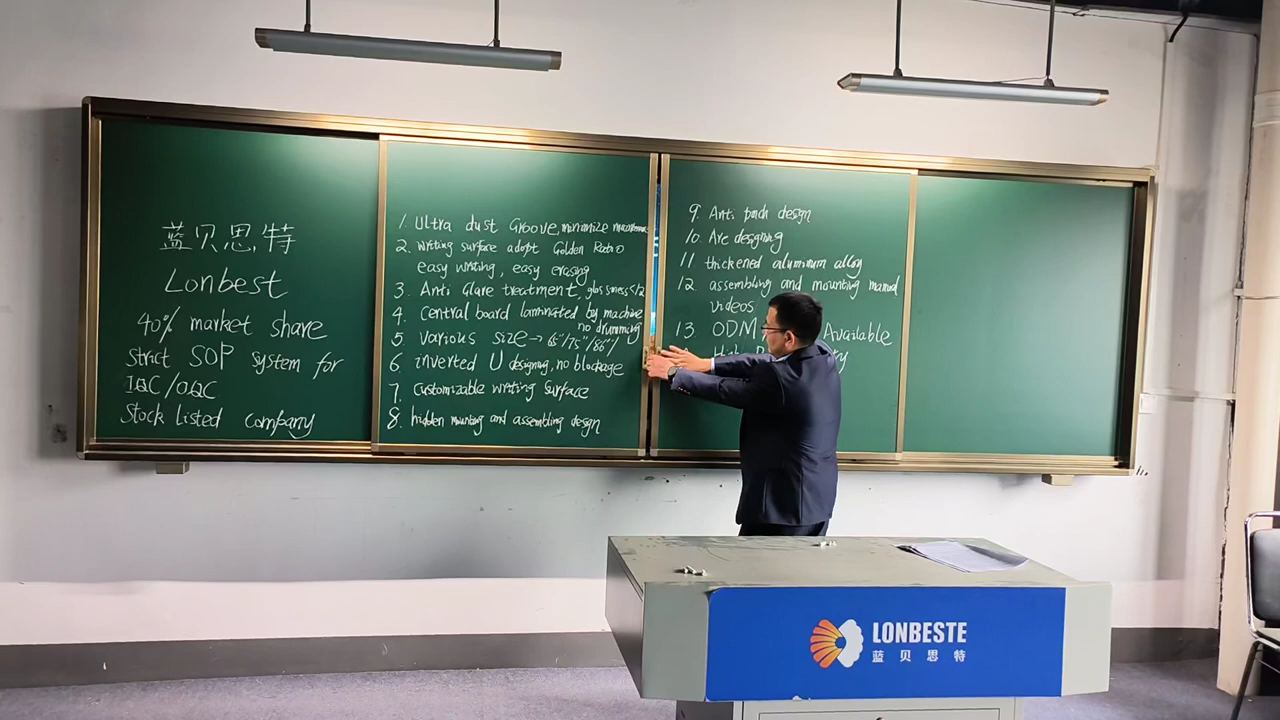 蓝贝思特
Lonbest
40% market share
Strict SOP system for
IQC/OQC
Stock Listed company
1. Ultra dust Groove, minimize
2. Writing surface adopt Golden Ratio
easy writing, easy erasing
3. Anti Glare treatment, glossiness<12
4. Central board laminated by machine
no drumming
5. Various size → 65"/75"/86"/
6. inverted U designing, no blockage
7. customizable writing surface
8. hidden mounting and assembling design
9. Anti pinch design
10. Arc designing
11 thickened aluminum alloy
12. assembling and mounting manual
videos
13. ODM Available
LONBESTE
蓝贝思特